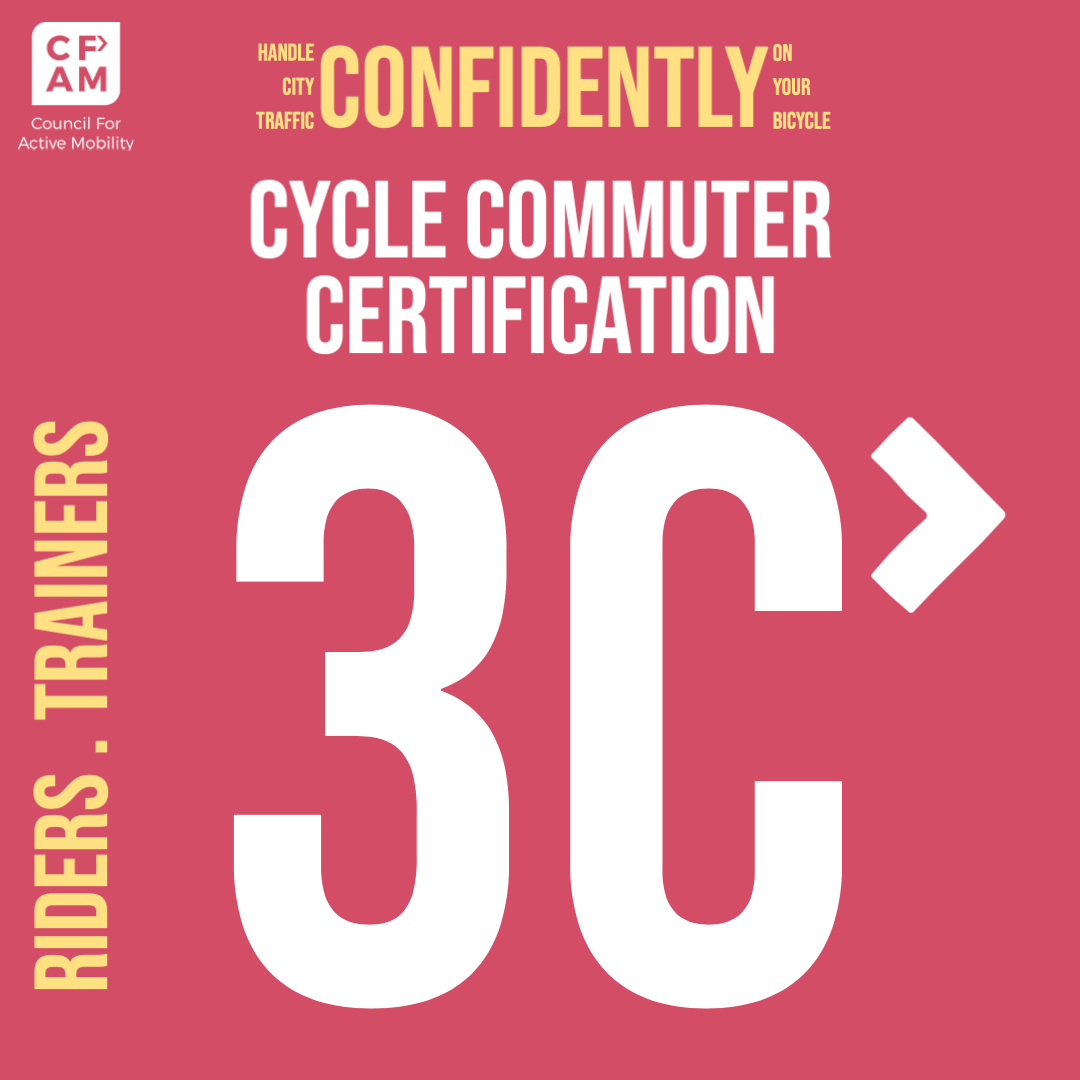 CF>
AM
Council For
Active Mobility
HANDLE
CITY
TRAFFIC
CONFIDENTLY
ON
YOUR
BICYCLE
CYCLE COMMUTER
CERTIFICATION
RIDERS . TRAINERS
3C>